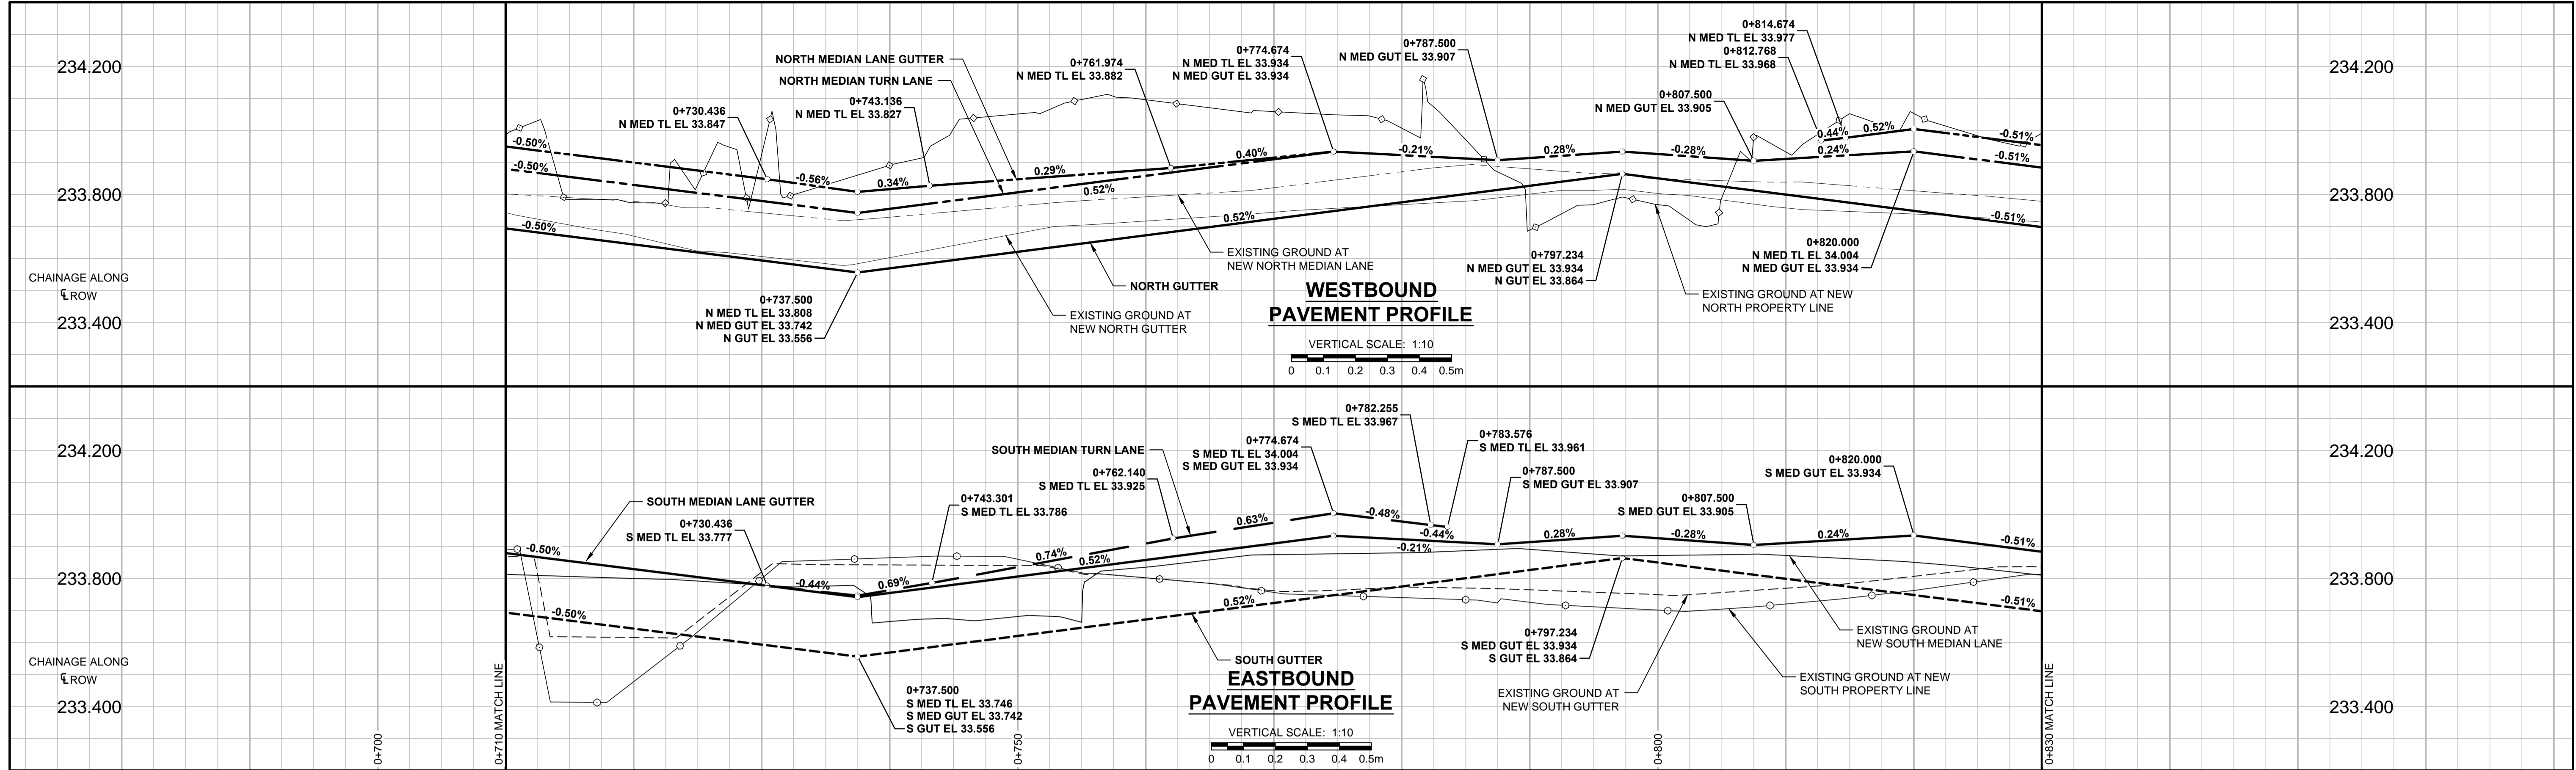 234.200
233.800
233.400
CHAINAGE ALONG
℄ ROW
0+730.436
N MED TL EL 33.847
0+743.136
N MED TL EL 33.827
NORTH MEDIAN LANE GUTTER
NORTH MEDIAN TURN LANE
0+761.974
N MED TL EL 33.882
0+774.674
N MED TL EL 33.934
N MED GUT EL 33.934
0+787.500
N MED GUT EL 33.907
0+814.674
N MED TL EL 33.977
0+812.768
N MED TL EL 33.968
0+807.500
N MED GUT EL 33.905
-0.50%
-0.50%
-0.50%
-0.56%
0.34%
0.29%
0.40%
0.52%
0.52%
-0.21%
0.28%
-0.28%
0.44%
0.52%
0.24%
-0.51%
-0.51%
-0.51%
0+737.500
N MED TL EL 33.808
N MED GUT EL 33.742
N GUT EL 33.556
EXISTING GROUND AT
NEW NORTH GUTTER
NORTH GUTTER
EXISTING GROUND AT
NEW NORTH MEDIAN LANE
0+797.234
N MED GUT EL 33.934
N GUT EL 33.864
EXISTING GROUND AT NEW
NORTH PROPERTY LINE
0+820.000
N MED TL EL 34.004
N MED GUT EL 33.934
WESTBOUND
PAVEMENT PROFILE
VERTICAL SCALE: 1:10
0 0.1 0.2 0.3 0.4 0.5m
234.200
233.800
233.400
234.200
233.800
233.400
CHAINAGE ALONG
℄ ROW
SOUTH MEDIAN LANE GUTTER
0+730.436
S MED TL EL 33.777
0+743.301
S MED TL EL 33.786
SOUTH MEDIAN TURN LANE
0+762.140
S MED TL EL 33.925
0+774.674
S MED TL EL 34.004
S MED GUT EL 33.934
0+782.255
S MED TL EL 33.967
0+783.576
S MED TL EL 33.961
0+787.500
S MED GUT EL 33.907
0+807.500
S MED GUT EL 33.905
0+820.000
S MED GUT EL 33.934
-0.50%
-0.50%
-0.44%
0.69%
0.74%
0.52%
0.63%
0.52%
-0.48%
-0.44%
-0.21%
0.28%
-0.28%
0.24%
-0.51%
-0.51%
0+737.500
S MED TL EL 33.746
S MED GUT EL 33.742
S GUT EL 33.556
SOUTH GUTTER
0+797.234
S MED GUT EL 33.934
S GUT EL 33.864
EXISTING GROUND AT
NEW SOUTH GUTTER
EXISTING GROUND AT
NEW SOUTH MEDIAN LANE
EXISTING GROUND AT NEW
SOUTH PROPERTY LINE
EASTBOUND
PAVEMENT PROFILE
VERTICAL SCALE: 1:10
0 0.1 0.2 0.3 0.4 0.5m
234.200
233.800
233.400
0+700
0+710 MATCH LINE
0+750
0+800
0+830 MATCH LINE